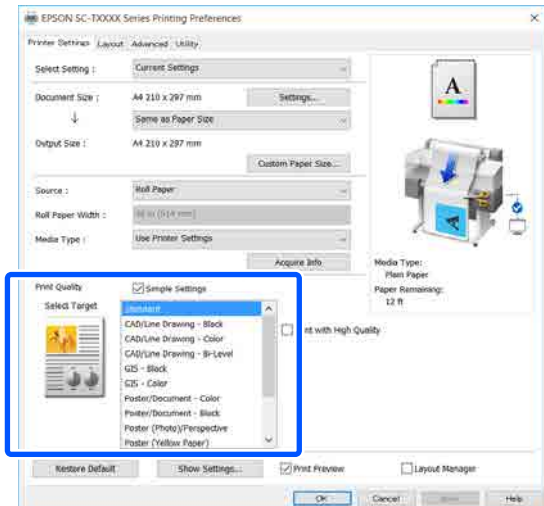 EPSON SC-TXXXX Series Printing Preferences
Printer Settings Layout Advanced Utility
Select Setting : Current Settings
Document Size : A4 210 x 297 mm Settings...
Same as Paper Size
Output Size : A4 210 x 297 mm
Custom Paper Size...
Source : Roll Paper
Roll Paper Width :
Media Type : Use Printer Settings
Acquire Info
A
Media Type:
Plain Paper
Paper Remaining:
12 ft
Print Quality Simple Settings
Select Target Standard
CAD/Line Drawing - Black
CAD/Line Drawing - Color
CAD/Line Drawing - Bi-Level
GIS - Black
GIS - Color
Poster/Document - Color
Poster/Document - Black
Poster (Photo)/Perspective
Poster (Yellow Paper)
nt with High Quality
Restore Default Show Settings... Print Preview Layout Manager
OK Cancel Help